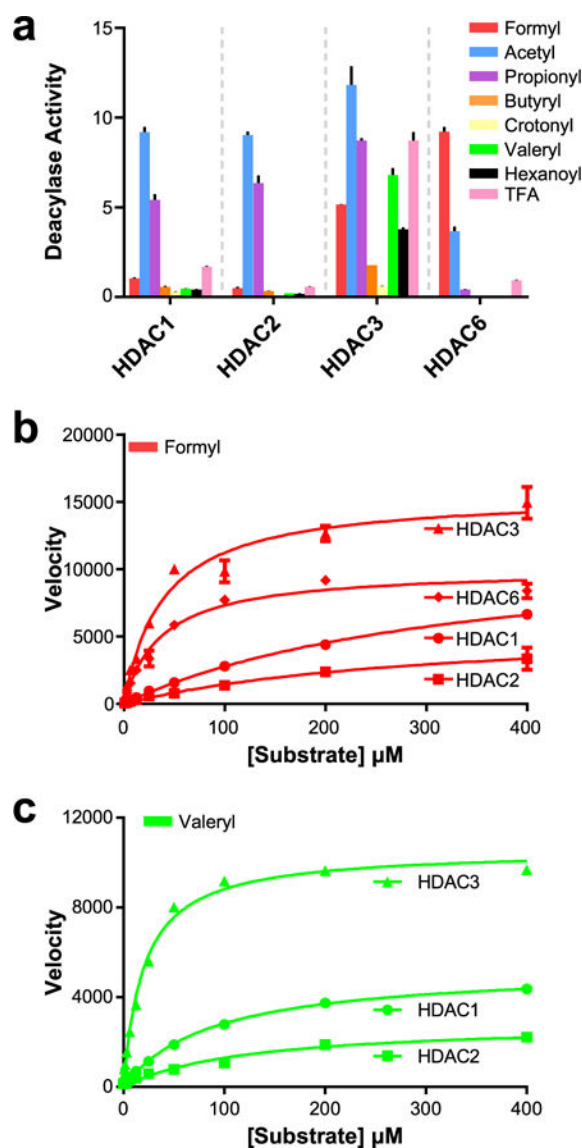 a
Deacylase Activity
15
10
5
0
HDAC1
HDAC2
HDAC3
HDAC6
Formyl
Acetyl
Propionyl
Butyryl
Crotonyl
Valeryl
Hexanoyl
TFA
b
Formyl
Velocity
20000
15000
10000
5000
0
HDAC3
HDAC6
HDAC1
HDAC2
0 100 200 300 400
[Substrate] µM
c
Valeryl
Velocity
12000
8000
4000
0
HDAC3
HDAC1
HDAC2
0 100 200 300 400
[Substrate] µM